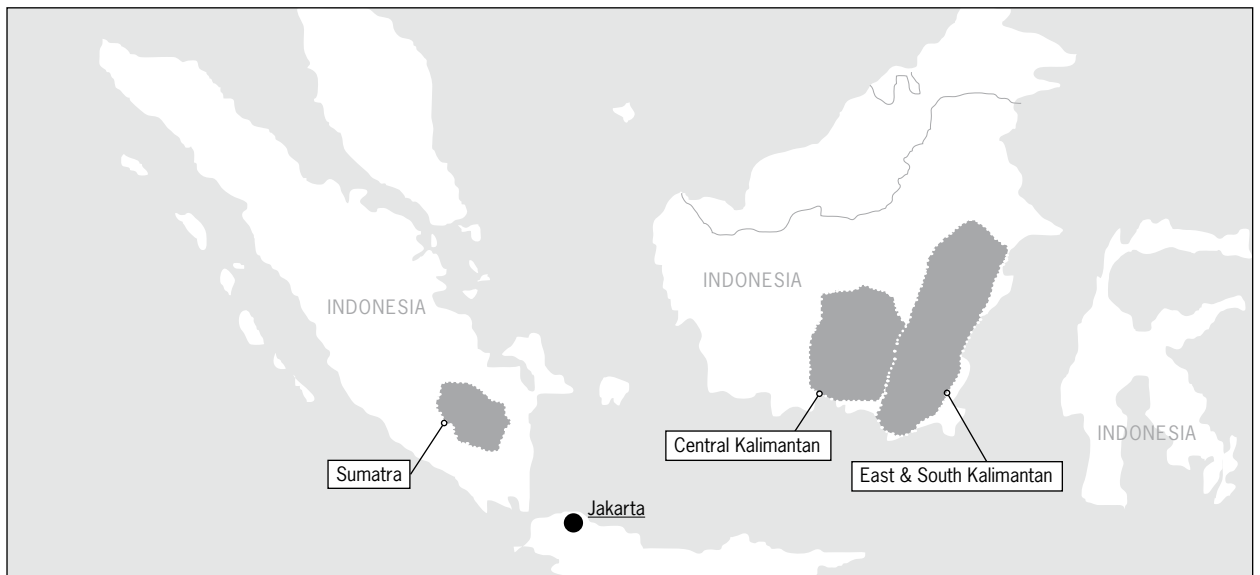 INDONESIA
INDONESIA
INDONESIA
Sumatra
Central Kalimantan
East & South Kalimantan
Jakarta